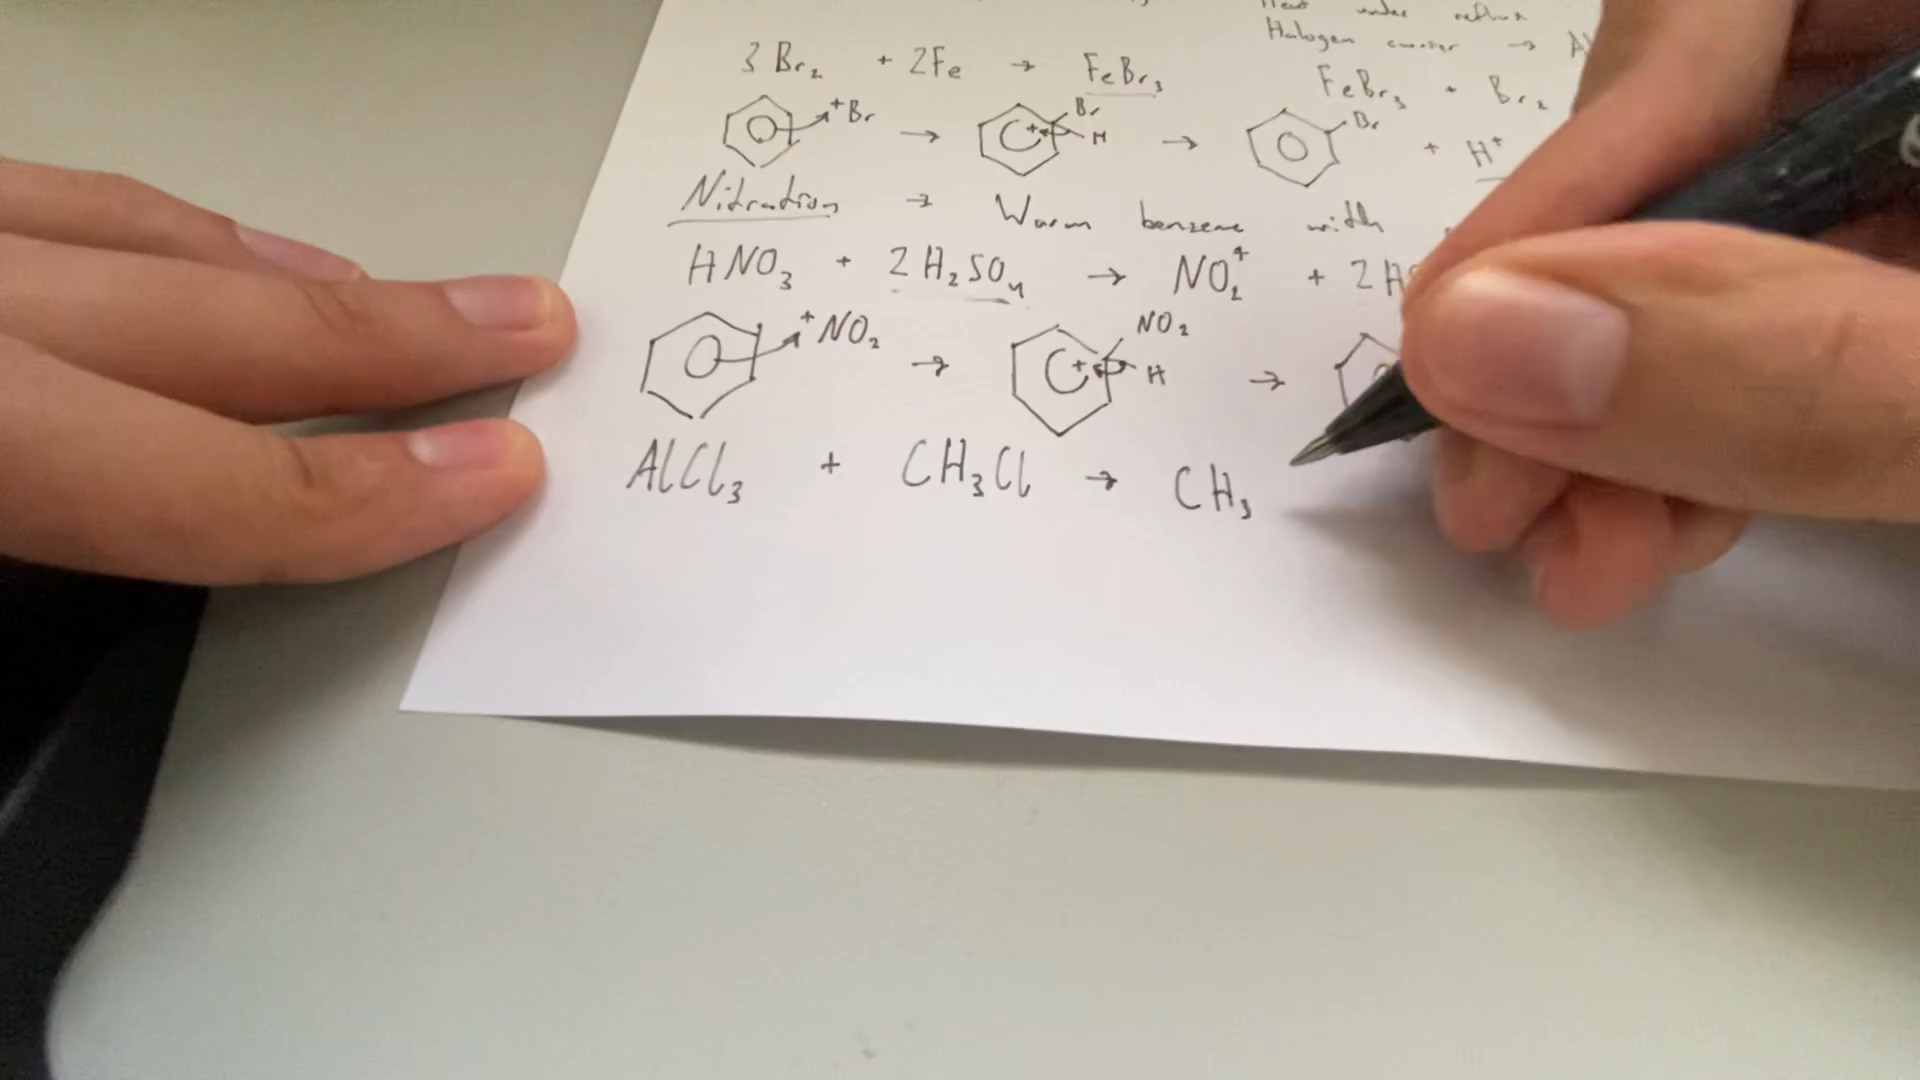 Heat under reflux
Halogen carrier → Al
3 Br₂ + 2Fe → FeBr₃
FeBr₃ + Br₂
⁺Br → Br + H → Br + H⁺
Nitration → Warm benzene with
HNO₃ + 2H₂SO₄ → NO₂⁺ + 2H
⁺NO₂ → + NO₂ H →
AlCl₃ + CH₃Cl → CH₃